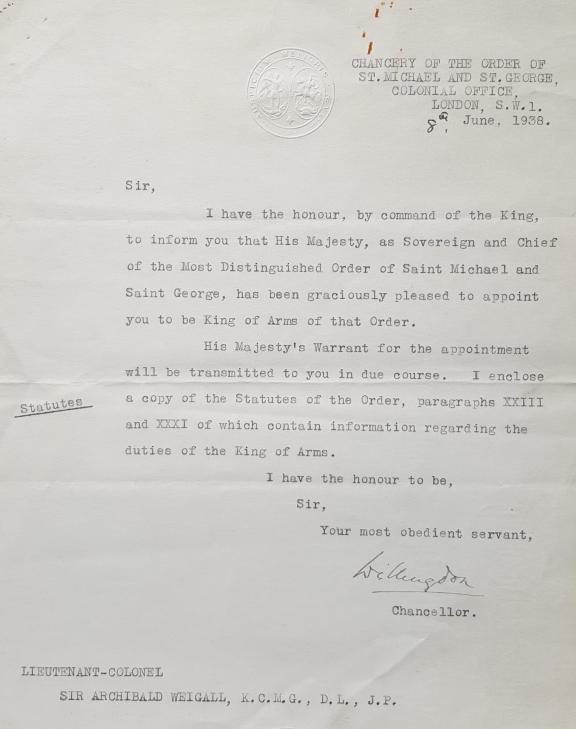 CHANCERY OF THE ORDER OF
ST. MICHAEL AND ST. GEORGE,
COLONIAL OFFICE,
LONDON, S.W.1.
8th, June, 1938.
Sir,
I have the honour, by command of the King,
to inform you that His Majesty, as Sovereign and Chief
of the Most Distinguished Order of Saint Michael and
Saint George, has been graciously pleased to appoint
you to be King of Arms of that Order.
His Majesty's Warrant for the appointment
will be transmitted to you in due course. I enclose
Statutes
a copy of the Statutes of the Order, paragraphs XXIII
and XXXI of which contain information regarding the
duties of the King of Arms.
I have the honour to be,
Sir,
Your most obedient servant,
Willingdon
Chancellor.
LIEUTENANT-COLONEL
SIR ARCHIBALD WEIGALL, K.C.M.G., D.L., J.P.